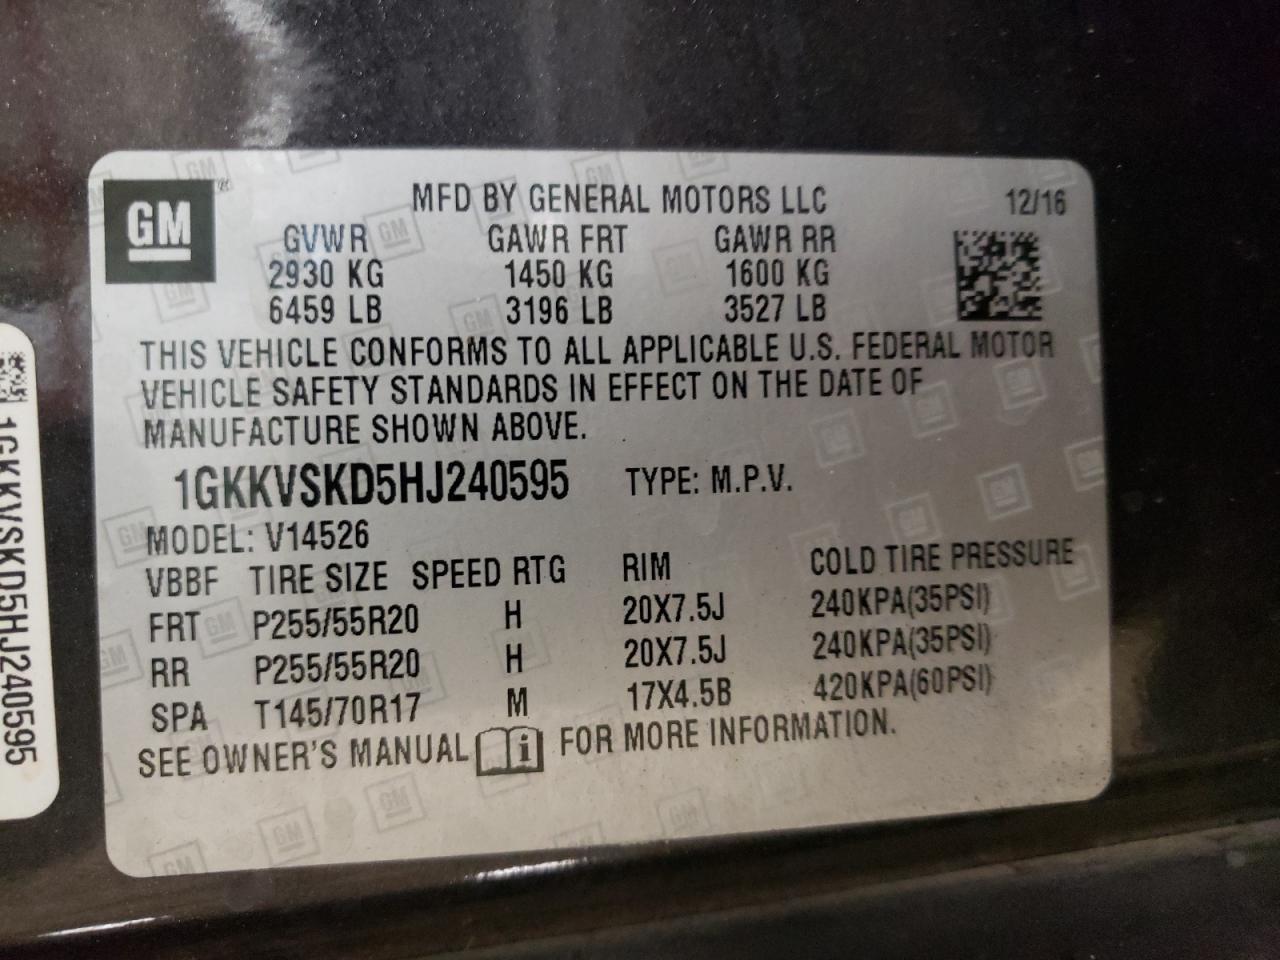 GM
MFD BY GENERAL MOTORS LLC 12/16
GVWR GAWR FRT GAWR RR
2930 KG 1450 KG 1600 KG
6459 LB 3196 LB 3527 LB
THIS VEHICLE CONFORMS TO ALL APPLICABLE U.S. FEDERAL MOTOR
VEHICLE SAFETY STANDARDS IN EFFECT ON THE DATE OF
MANUFACTURE SHOWN ABOVE.
1GKKVSKD5HJ240595 TYPE: M.P.V.
MODEL: V14526
VBBF TIRE SIZE SPEED RTG RIM COLD TIRE PRESSURE
FRT P255/55R20 H 20X7.5J 240KPA(35PSI)
RR P255/55R20 H 20X7.5J 240KPA(35PSI)
SPA T145/70R17 M 17X4.5B 420KPA(60PSI)
SEE OWNER'S MANUAL i FOR MORE INFORMATION.
1GKKVSKD5HJ240595